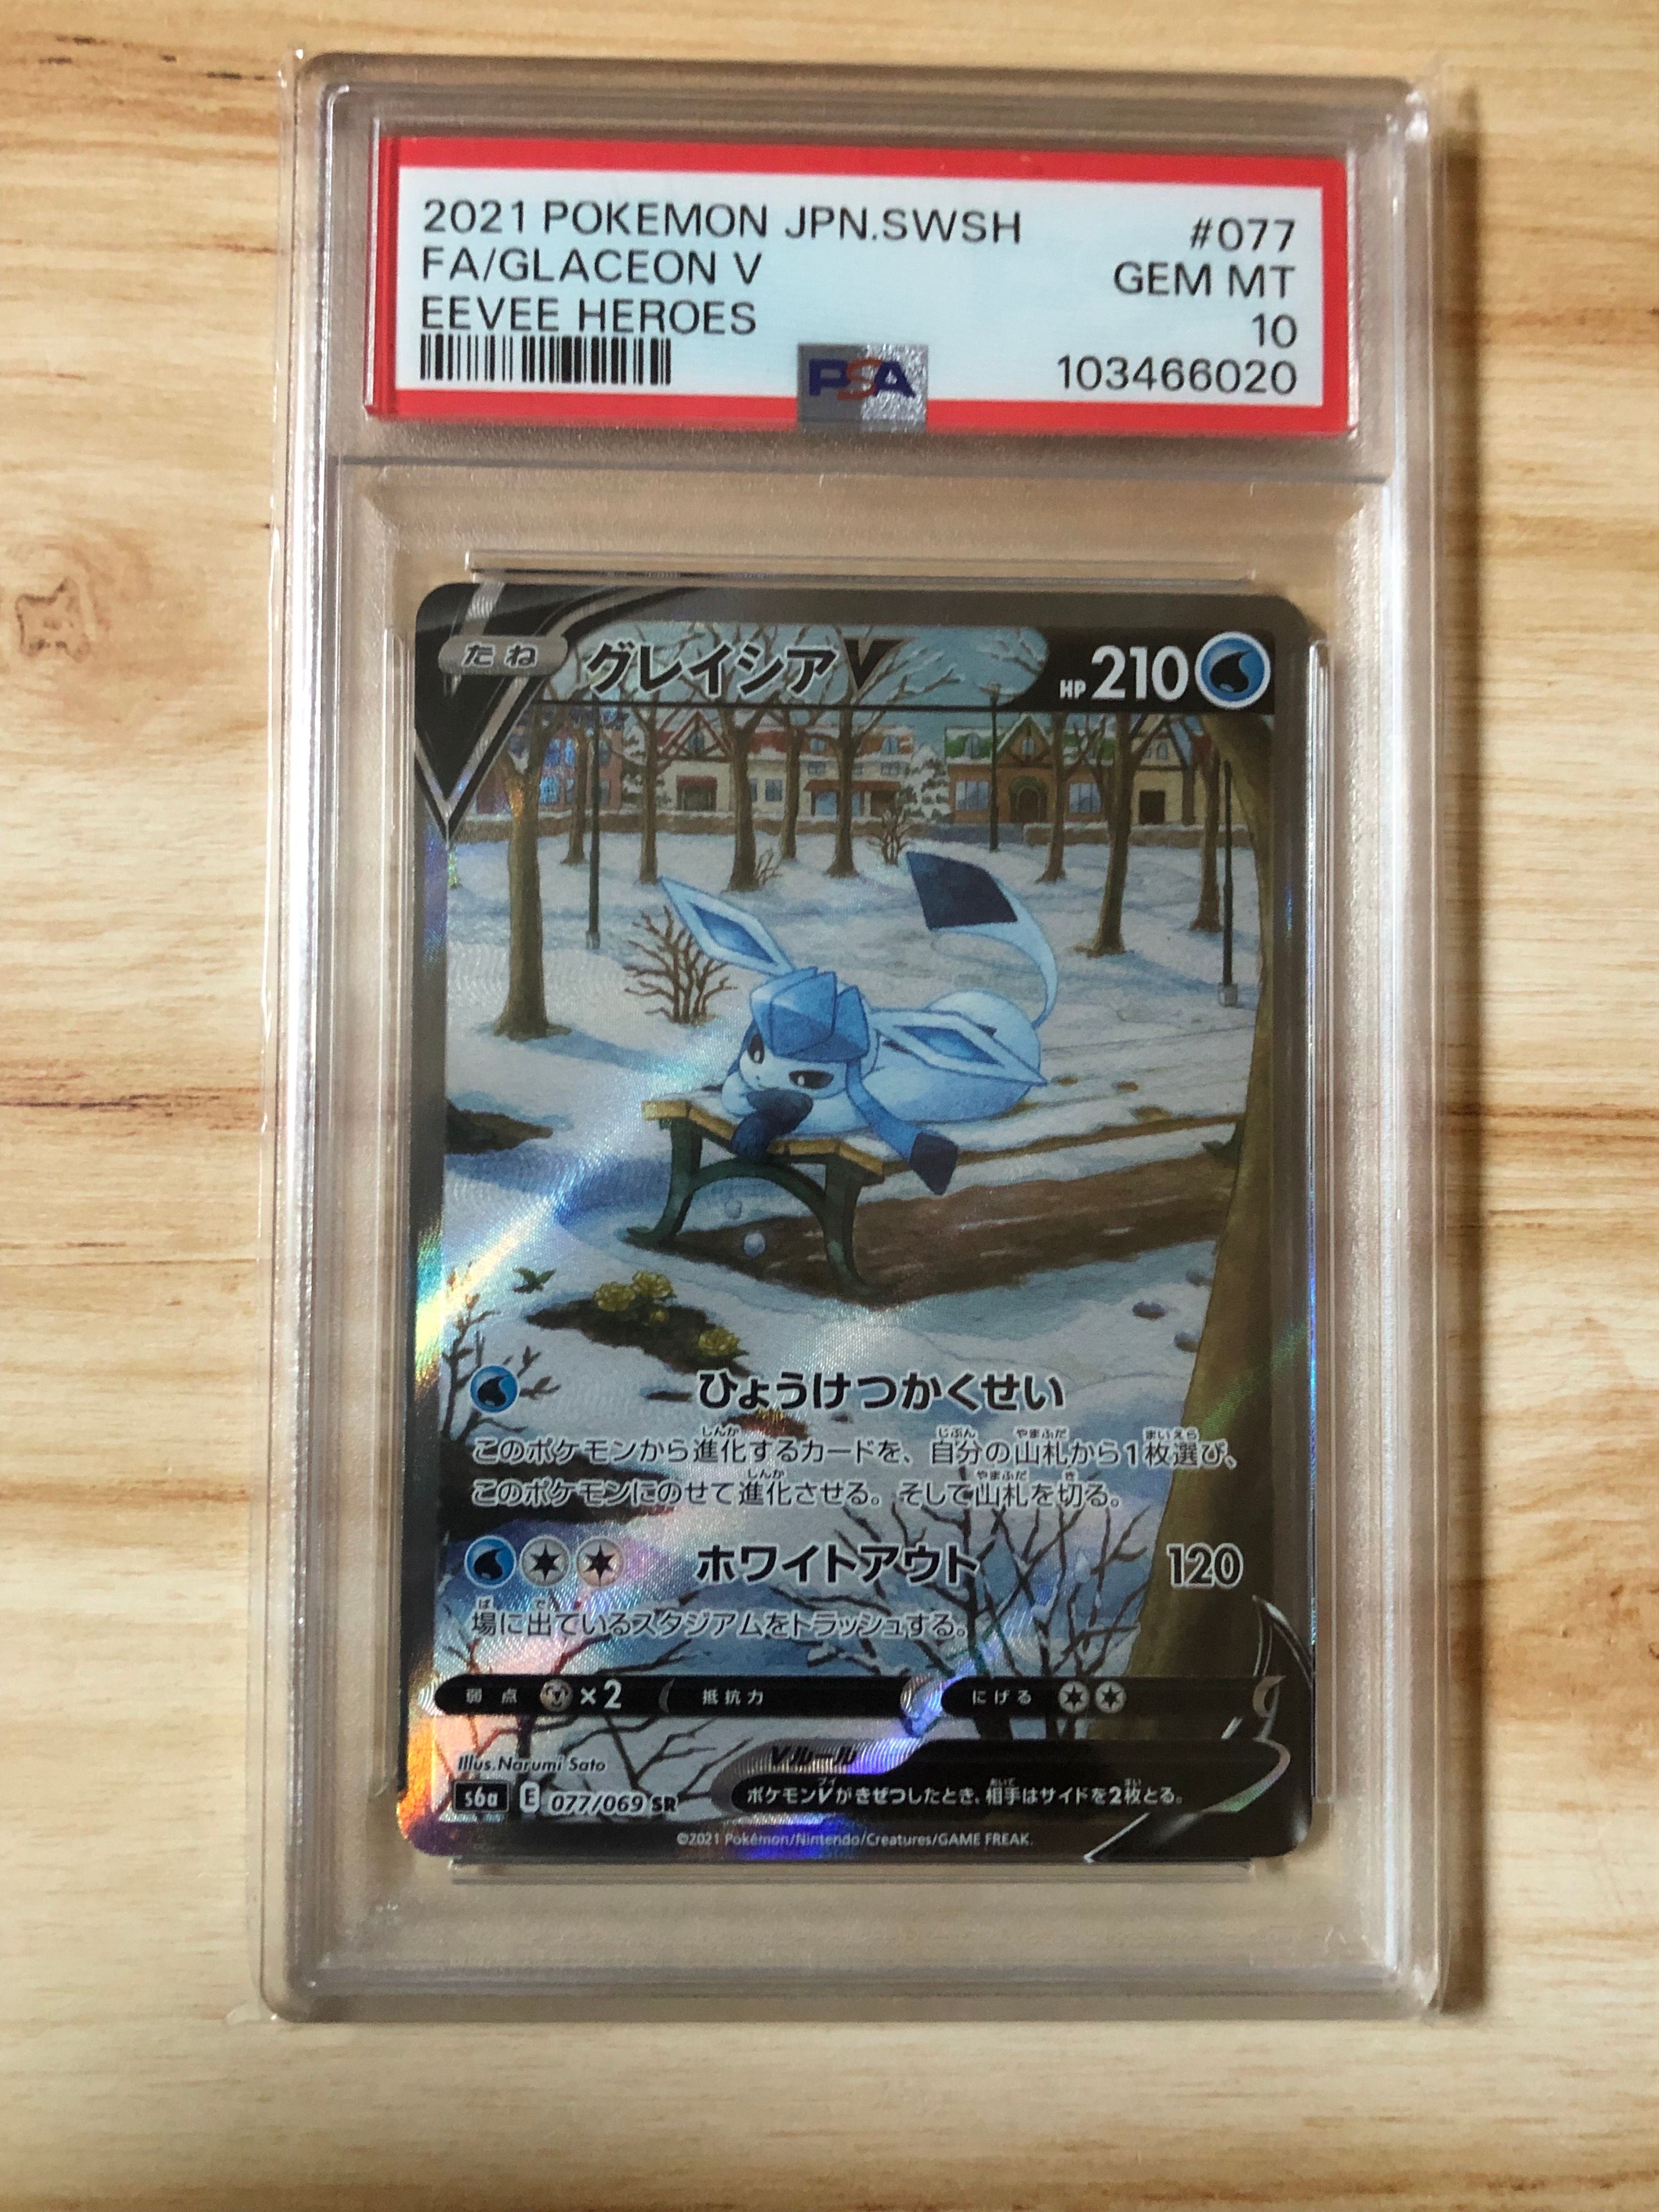 2021 POKEMON JPN.SWSH #077
FA/GLACEON V GEM MT
EEVEE HEROES 10
PSA 103466020
たね グレイシアV HP 210
ひょうけつかくせい
このポケモンから進化するカードを、自分の山札から1枚選び、
このポケモンにのせて進化させる。そして山札を切る。
ホワイトアウト 120
場に出ているスタジアムをトラッシュする。
弱点 ×2 抵抗力 にげる
Illus.Narumi Sato
Vルール
s6a E 077/069 SR
ポケモンVがきぜつしたとき、相手はサイドを2枚とる。
©2021 Pokémon/Nintendo/Creatures/GAME FREAK.